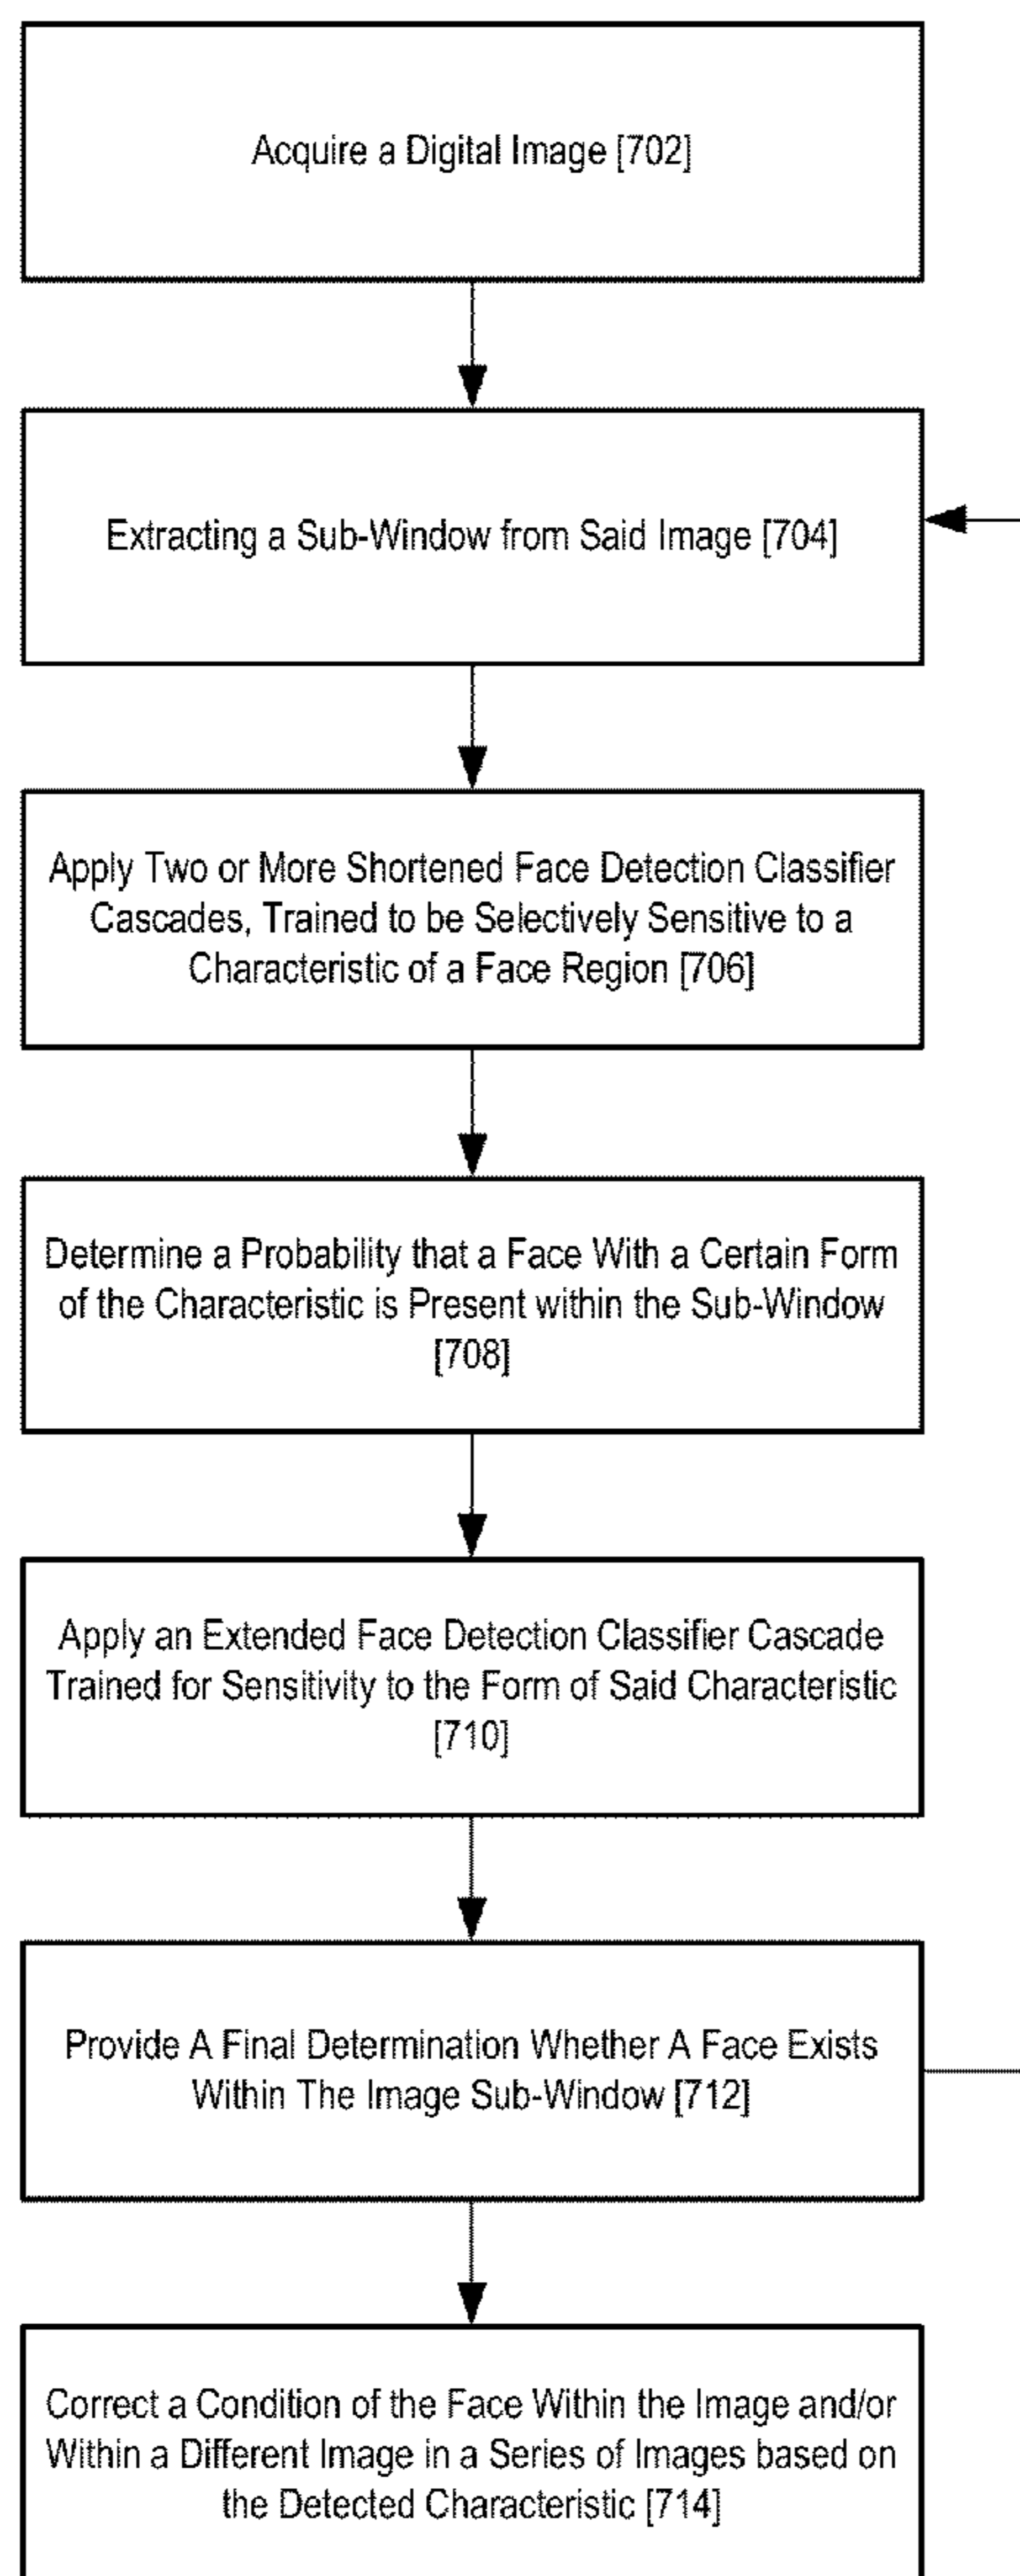 Acquire a Digital Image [702]
Extracting a Sub-Window from Said Image [704]
Apply Two or More Shortened Face Detection Classifier
Cascades, Trained to be Selectively Sensitive to a
Characteristic of a Face Region [706]
Determine a Probability that a Face With a Certain Form
of the Characteristic is Present within the Sub-Window
[708]
Apply an Extended Face Detection Classifier Cascade
Trained for Sensitivity to the Form of Said Characteristic
[710]
Provide A Final Determination Whether A Face Exists
Within The Image Sub-Window [712]
Correct a Condition of the Face Within the Image and/or
Within a Different Image in a Series of Images based on
the Detected Characteristic [714]